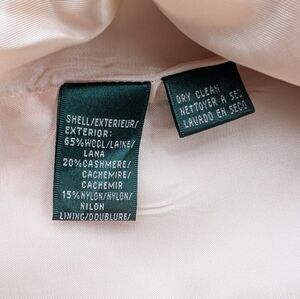 SHELL/EXTERIEUR/
EXTERIOR:
65%WOOL/LAINE/
LANA
20%CASHMERE/
CACHEMIRE/
CACHEMIR
15%NYLON/NYLON/
NILON
LINING/DOUBLURE/
DRY CLEAN
NETTOYER A SEC
LAVADO EN SECO